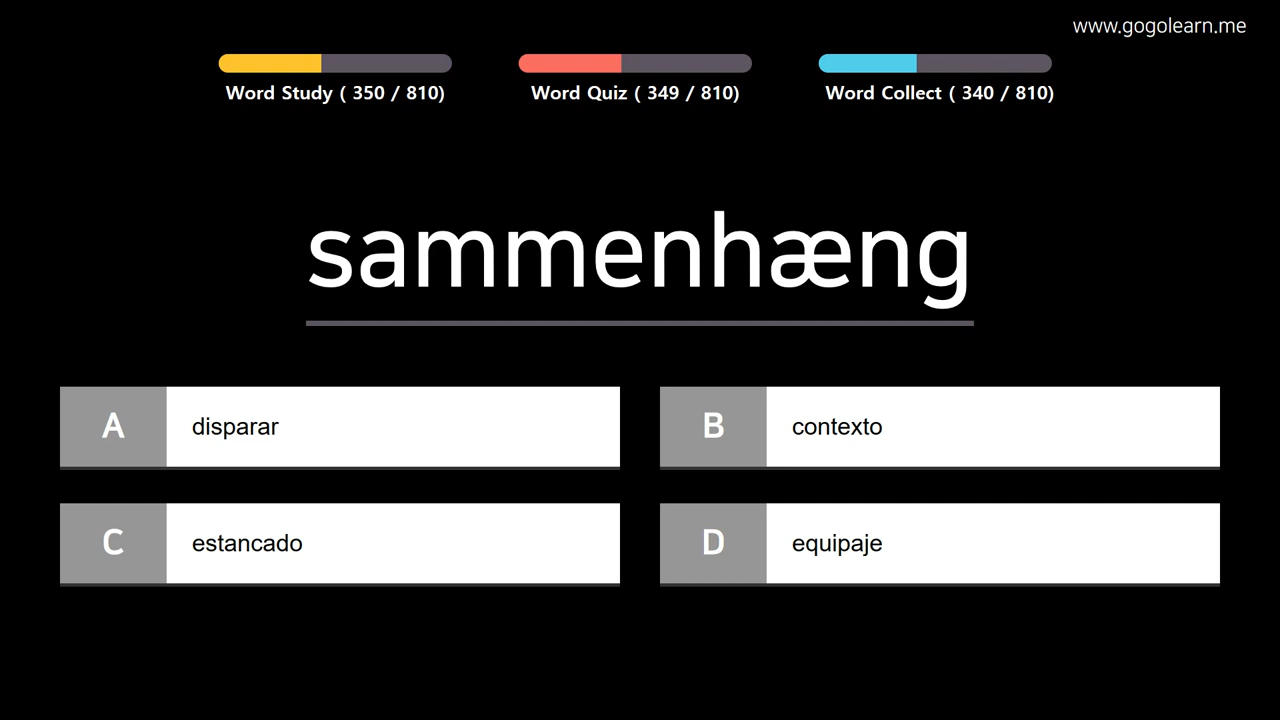 www.gogolearn.me
Word Study ( 350 / 810)
Word Quiz ( 349 / 810)
Word Collect ( 340 / 810)
sammenhæng
A disparar
B contexto
C estancado
D equipaje